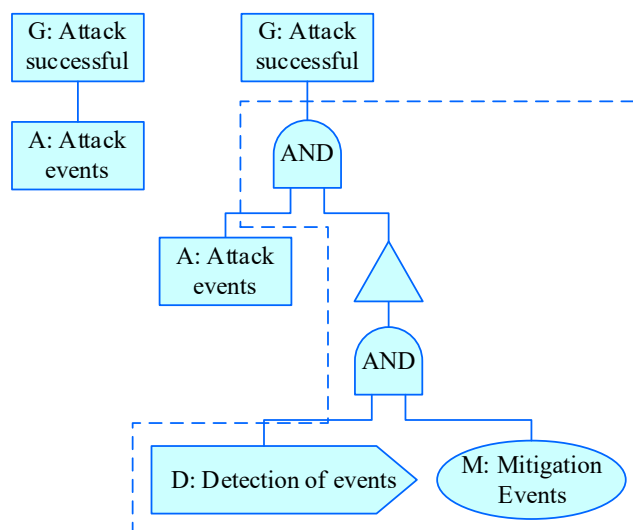 G: Attack
successful
A: Attack
events
G: Attack
successful
AND
A: Attack
events
AND
D: Detection of events
M: Mitigation
Events